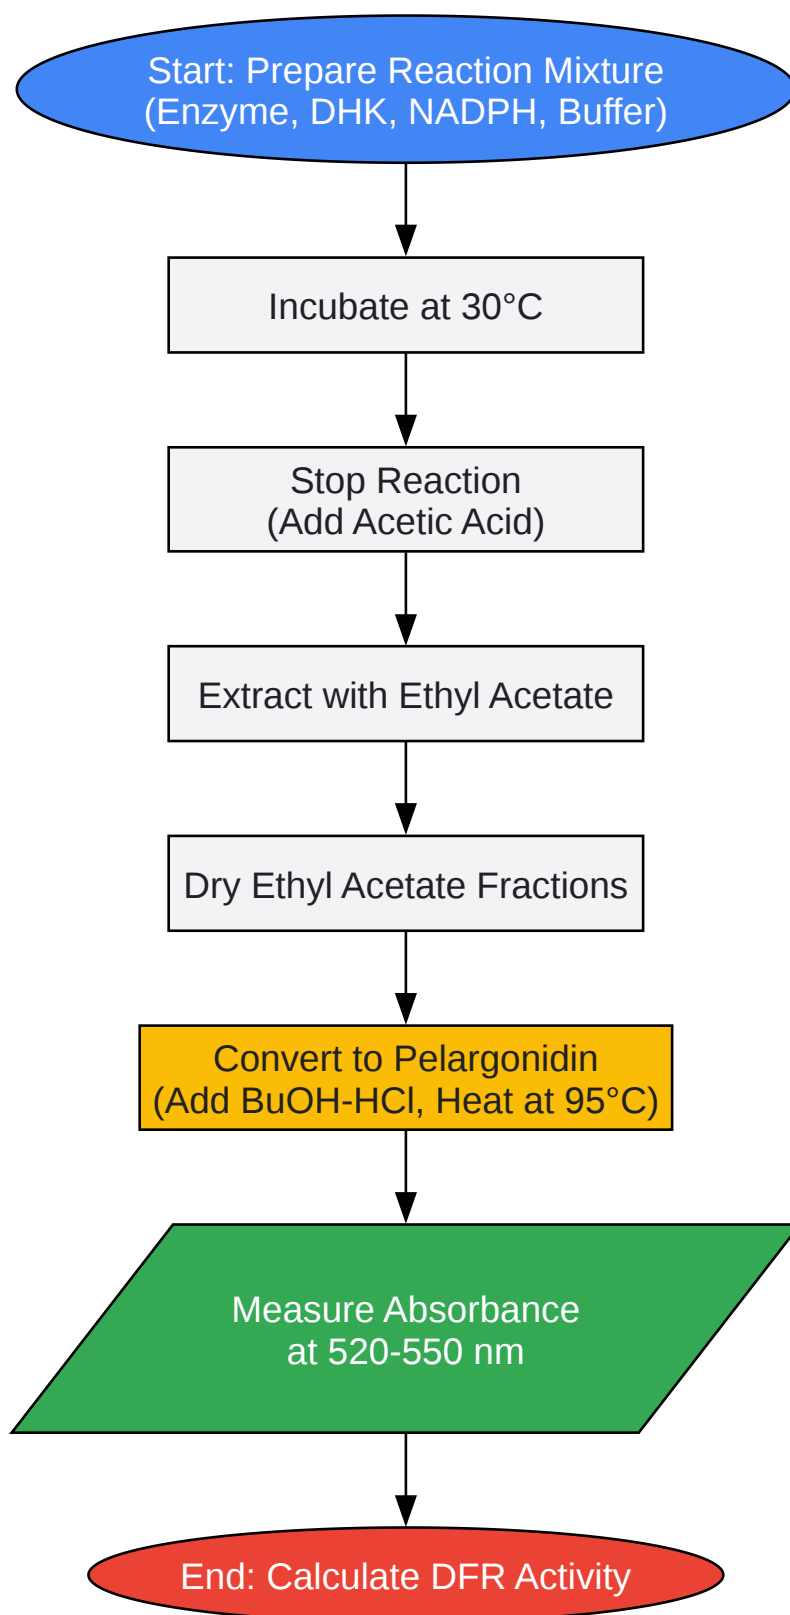 Start: Prepare Reaction Mixture
(Enzyme, DHK, NADPH, Buffer)
Incubate at 30°C
Stop Reaction
(Add Acetic Acid)
Extract with Ethyl Acetate
Dry Ethyl Acetate Fractions
Convert to Pelargonidin
(Add BuOH-HCl, Heat at 95°C)
Measure Absorbance
at 520-550 nm
End: Calculate DFR Activity